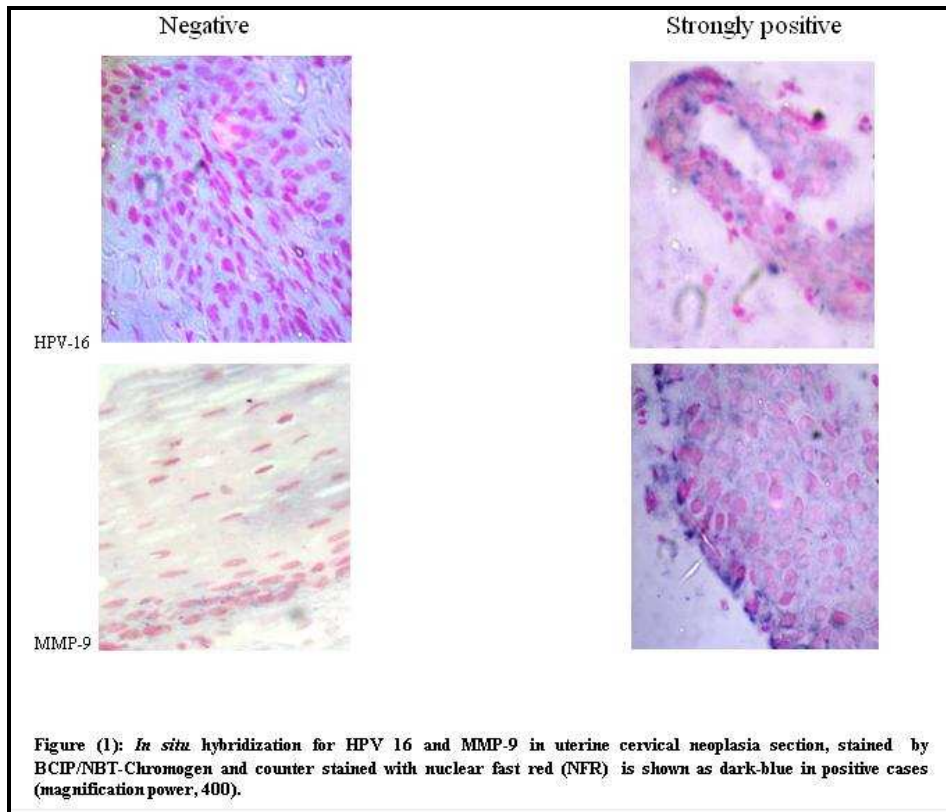 Negative
Strongly positive
HPV-16
MMP-9
Figure (1): In situ hybridization for HPV 16 and MMP-9 in uterine cervical neoplasia section, stained by
BCIP/NBT-Chromogen and counter stained with nuclear fast red (NFR) is shown as dark-blue in positive cases
(magnification power, 400).